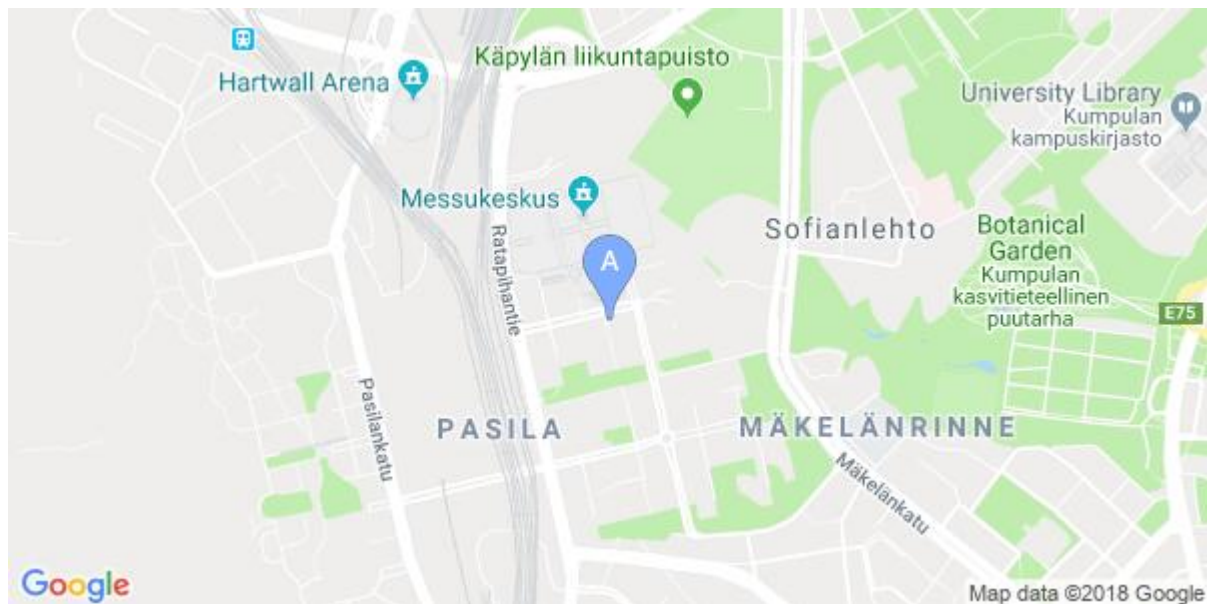 Käpylän liikuntapuisto
Hartwall Arena
University Library
Kumpulan
kampuskirjasto
Messukeskus
Sofianlehto
Botanical
Garden
Kumpulan
kasvitieteellinen
puutarha
Ratapihantie
A
E75
Pasilankatu
PASILA
MÄKELÄNRINNE
Mäkelänkatu
Google
Map data ©2018 Google